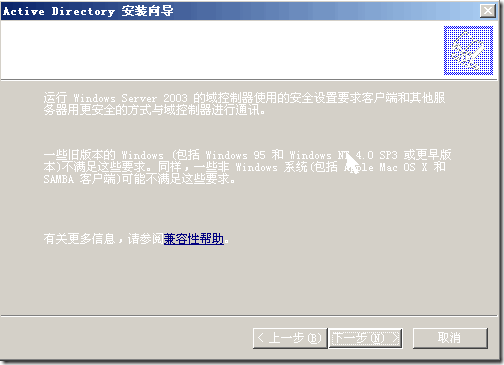 Active Directory 安装向导
运行 Windows Server 2003 的域控制器使用的安全设置要求客户端和其他服
务器用更安全的方式与域控制器进行通讯。
一些旧版本的 Windows (包括 Windows 95 和 Windows NT 4.0 SP3 或更早版
本)不满足这些要求。同样,一些非 Windows 系统(包括 Apple Mac OS X 和
SAMBA 客户端)可能不满足这些要求。
有关更多信息,请参阅兼容性帮助。
< 上一步(B) 下一步(N) > 取消